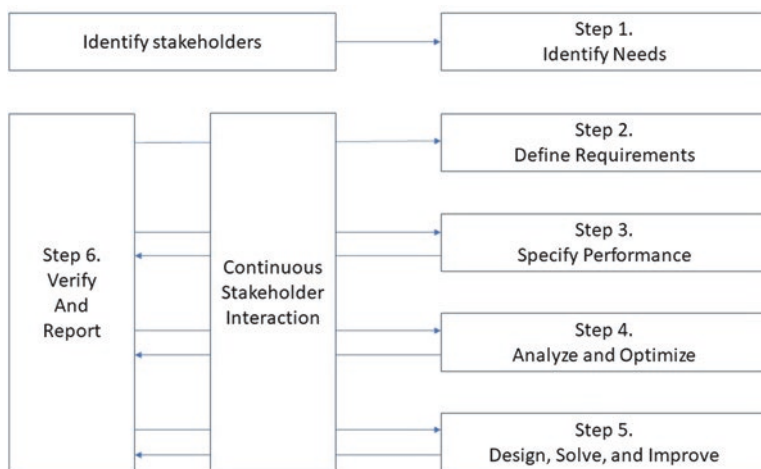 Identify stakeholders
Step 1.
Identify Needs
Step 2.
Define Requirements
Step 3.
Specify Performance
Step 6.
Verify
And
Report
Continuous
Stakeholder
Interaction
Step 4.
Analyze and Optimize
Step 5.
Design, Solve, and Improve